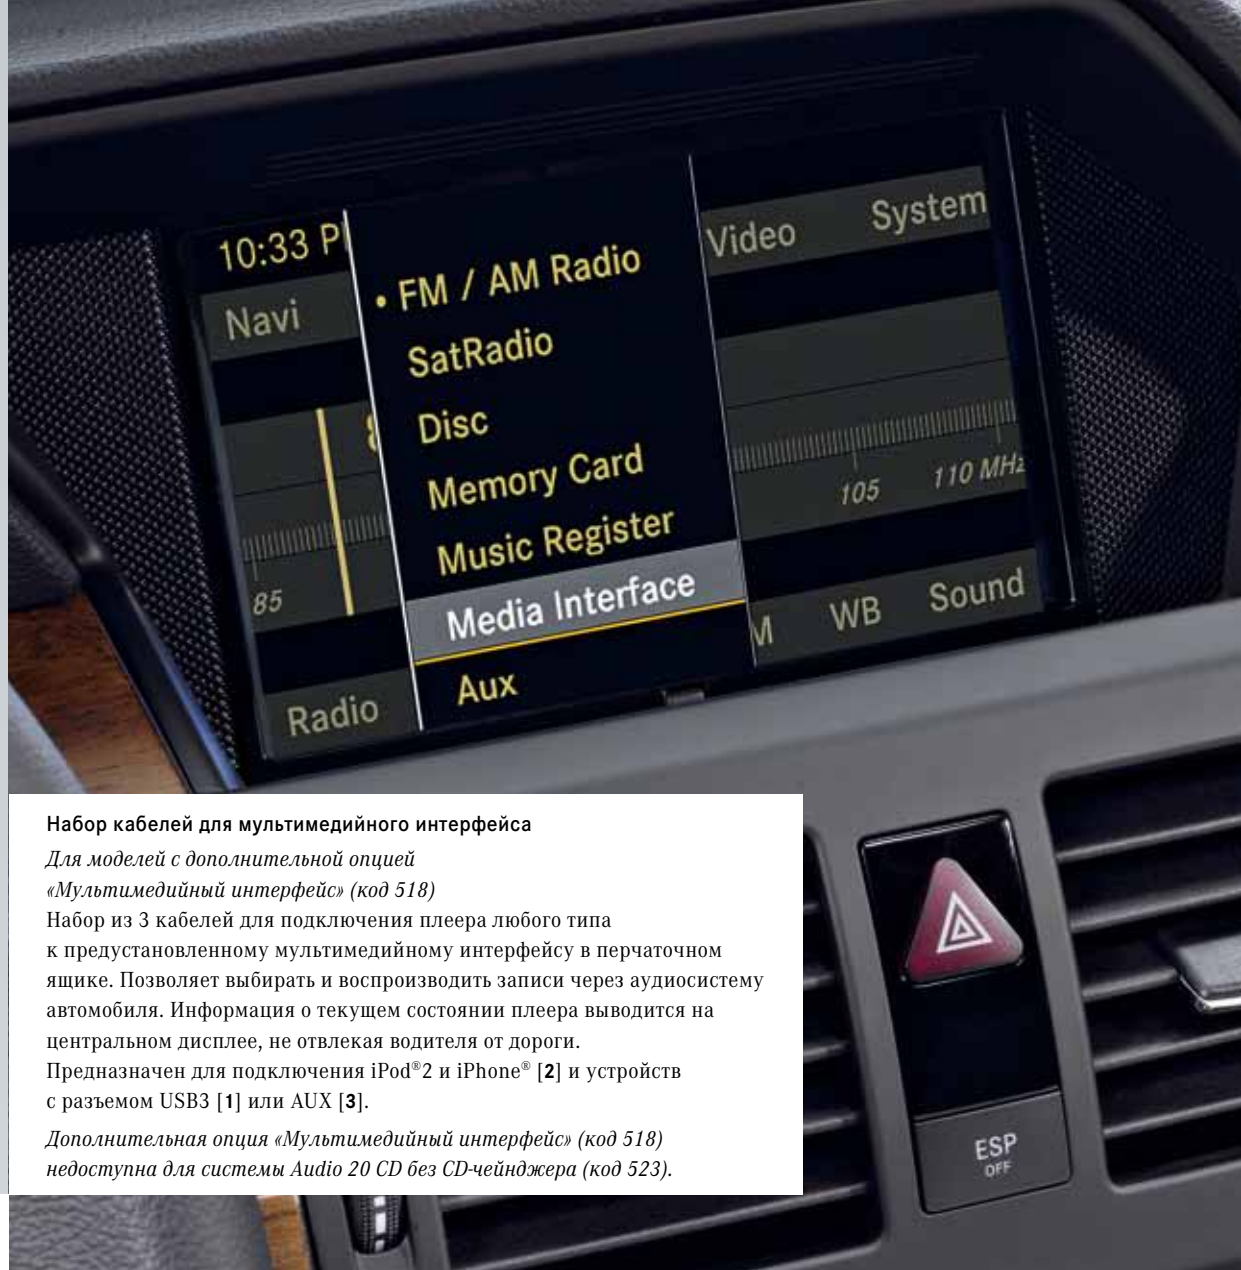 10:33 P
Navi
• FM / AM Radio
SatRadio
Disc
Memory Card
Music Register
Media Interface
Aux
Video
System
85
105
110 MHz
Radio
WB
Sound
Набор кабелей для мультимедийного интерфейса
Для моделей с дополнительной опцией
«Мультимедийный интерфейс» (код 518)
Набор из 3 кабелей для подключения плеера любого типа
к предустановленному мультимедийному интерфейсу в перчаточном
ящике. Позволяет выбирать и воспроизводить записи через аудиосистему
автомобиля. Информация о текущем состоянии плеера выводится на
центральном дисплее, не отвлекая водителя от дороги.
Предназначен для подключения iPod®2 и iPhone® [2] и устройств
с разъемом USB3 [1] или AUX [3].
Дополнительная опция «Мультимедийный интерфейс» (код 518)
недоступна для системы Audio 20 CD без CD-чейнджера (код 523).
ESP
OFF